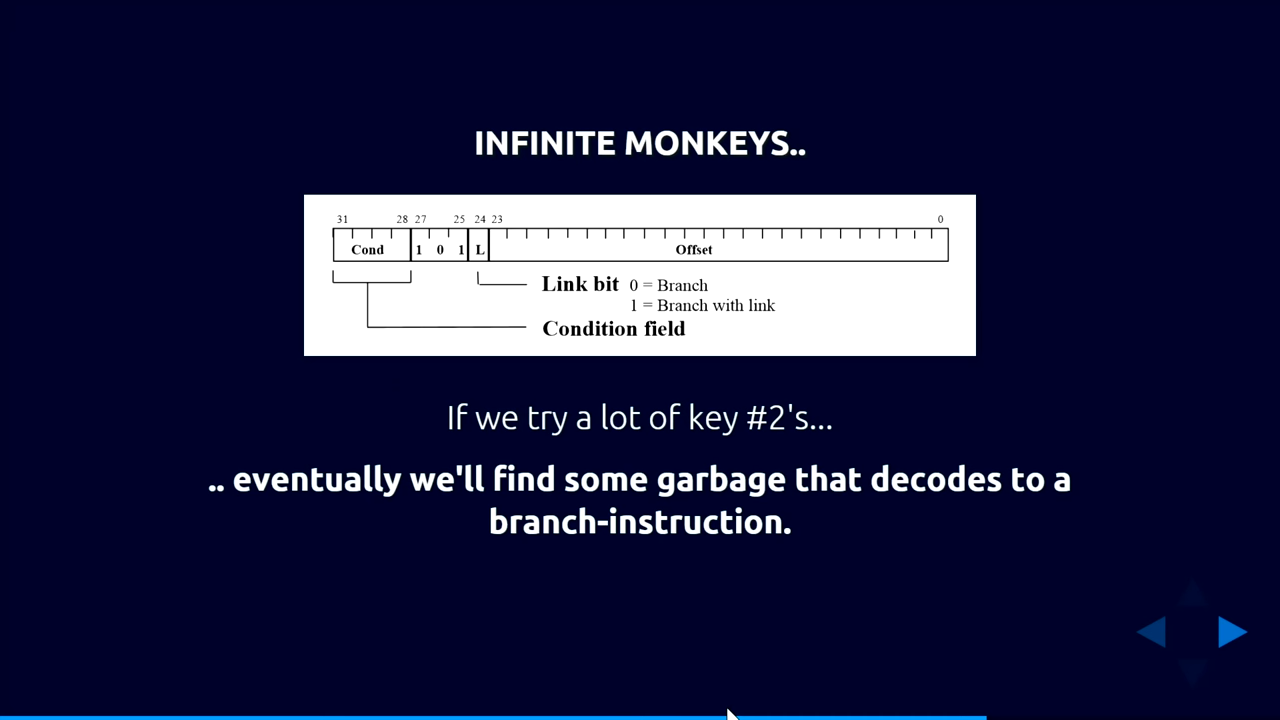 INFINITE MONKEYS..
31 28 27 25 24 23 0
Cond 1 0 1 L Offset
Link bit 0 = Branch
1 = Branch with link
Condition field
If we try a lot of key #2's...
.. eventually we'll find some garbage that decodes to a
branch-instruction.